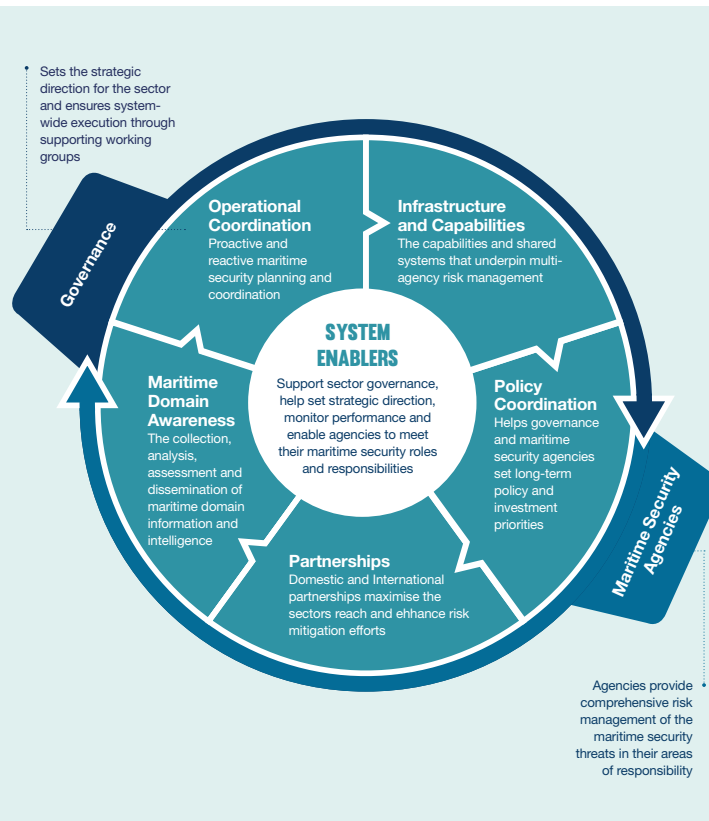 Sets the strategic
direction for the sector
and ensures system-
wide execution through
supporting working
groups
Governance
Operational
Coordination
Proactive and
reactive maritime
security planning and
coordination
Infrastructure
and Capabilities
The capabilities and shared
systems that underpin multi-
agency risk management
SYSTEM
ENABLERS
Support sector governance,
help set strategic direction,
monitor performance and
enable agencies to meet
their maritime security roles
and responsibilities
Maritime
Domain
Awareness
The collection,
analysis,
assessment and
dissemination of
maritime domain
information and
intelligence
Policy
Coordination
Helps governance
and maritime
security agencies
set long-term
policy and
investment
priorities
Partnerships
Domestic and International
partnerships maximise the
sectors reach and ehhance risk
mitigation efforts
Maritime Security
Agencies
Agencies provide
comprehensive risk
management of the
maritime security
threats in their areas
of responsibility